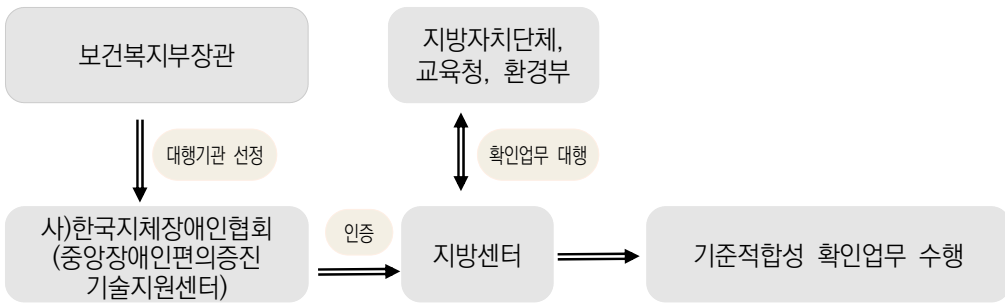 보건복지부장관
지방자치단체,
교육청, 환경부
대행기관 선정
확인업무 대행
사)한국지체장애인협회
(중앙장애인편의증진
기술지원센터)
인증
지방센터
기준적합성 확인업무 수행